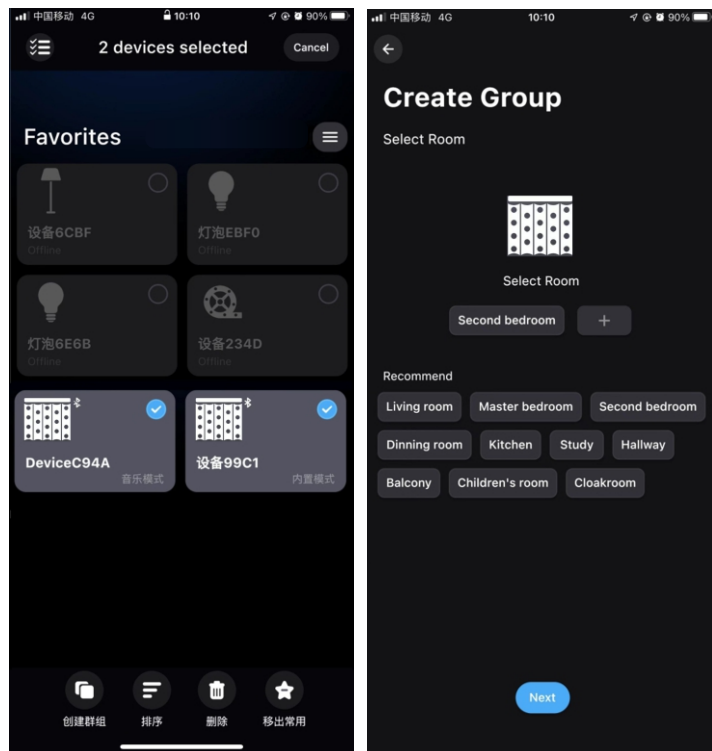 中国移动 4G 10:10 90%
2 devices selected Cancel
Favorites
设备6CBF
Offline
灯泡EBF0
Offline
灯泡6E6B
Offline
设备234D
Offline
DeviceC94A
音乐模式
设备99C1
内置模式
创建群组 排序 删除 移出常用
中国移动 4G 10:10 90%
Create Group
Select Room
Select Room
Second bedroom +
Recommend
Living room Master bedroom Second bedroom
Dinning room Kitchen Study Hallway
Balcony Children's room Cloakroom
Next